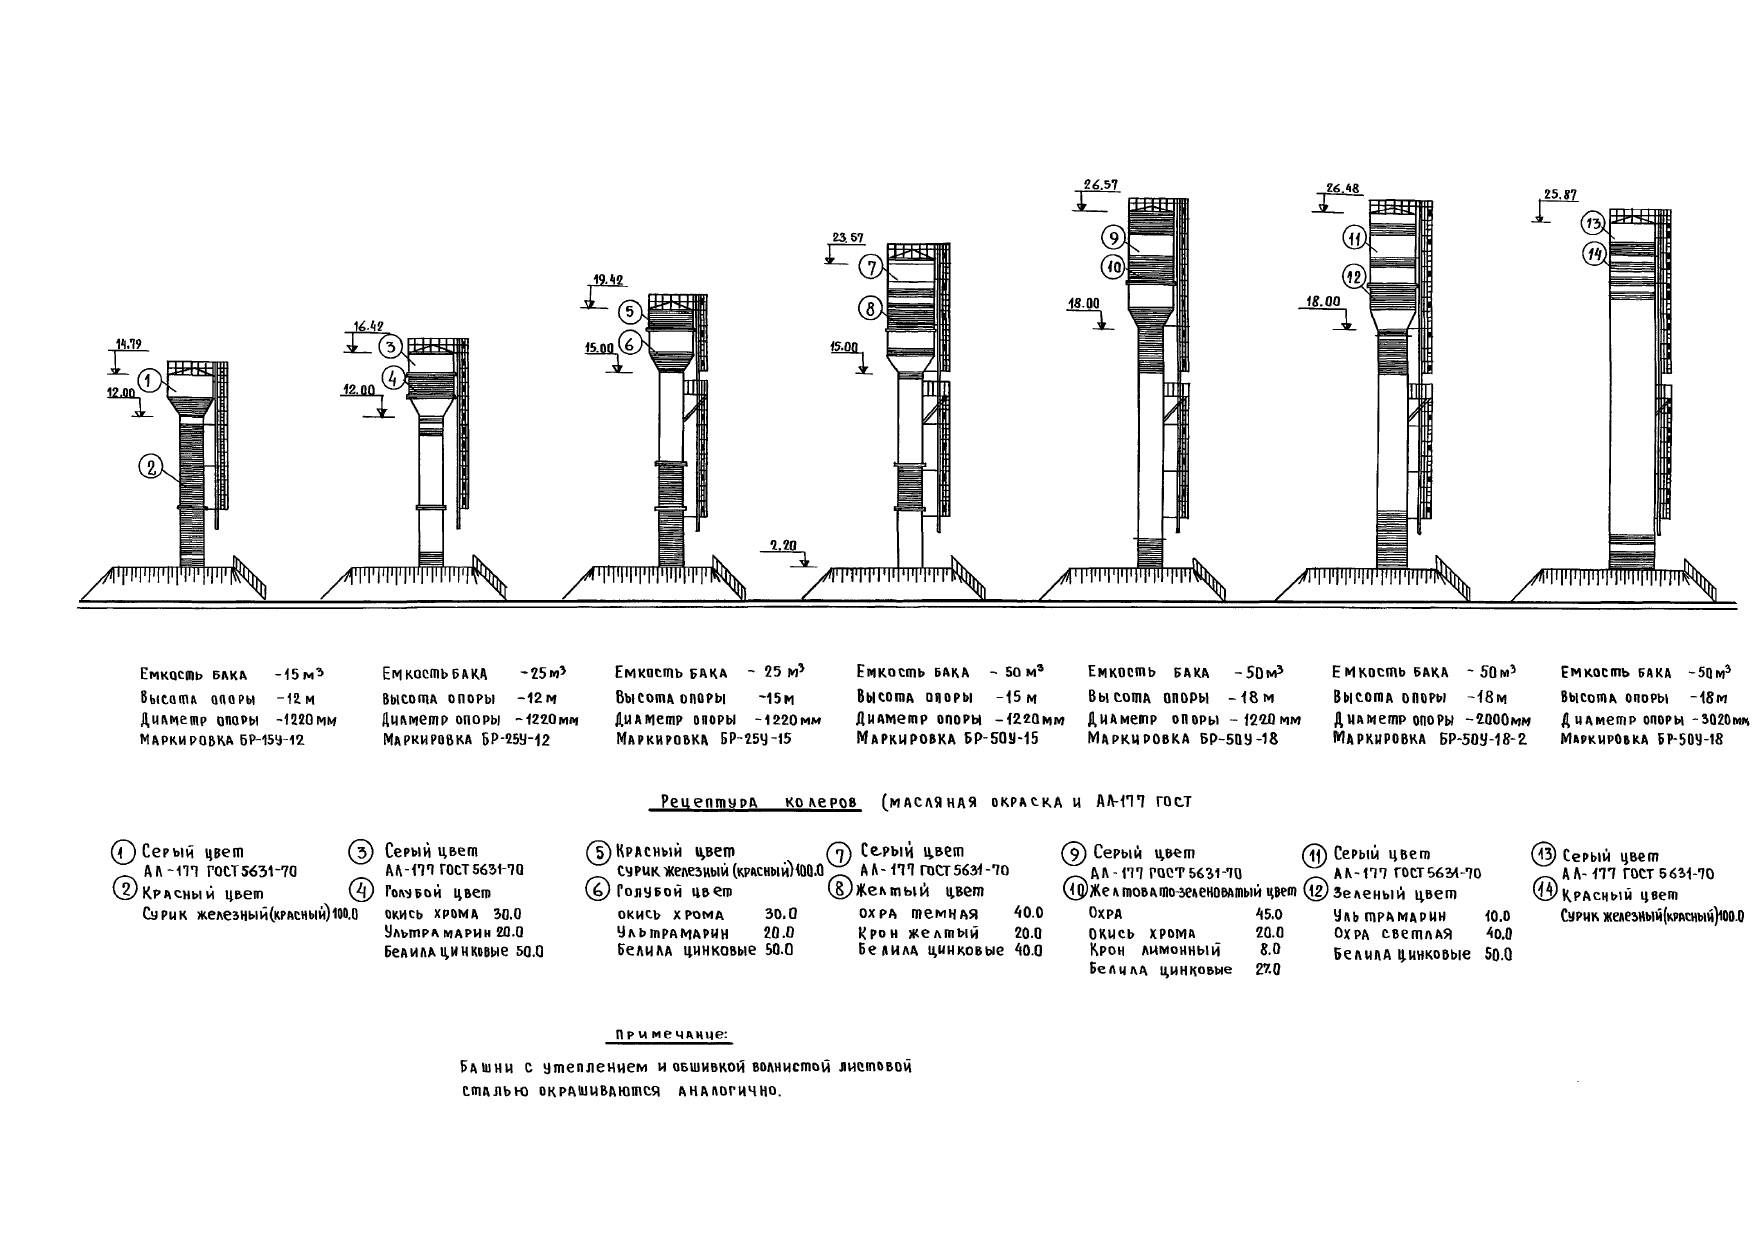 14.79
12.00
1
2
16.42
12.00
3
4
19.42
15.00
5
6
23.57
15.00
2.20
7
8
26.57
18.00
9
10
26.48
18.00
11
12
25.87
13
14
Емкость бака -15 м³
Высота опоры -12 м
Диаметр опоры -1220 мм
Маркировка БР-15У-12
Емкость бака -25 м³
Высота опоры -12 м
Диаметр опоры -1220 мм
Маркировка БР-25У-12
Емкость бака - 25 м³
Высота опоры -15 м
Диаметр опоры -1220 мм
Маркировка БР-25У-15
Емкость бака - 50 м³
Высота опоры -15 м
Диаметр опоры -1220 мм
Маркировка БР-50У-15
Емкость бака -50 м³
Высота опоры -18 м
Диаметр опоры -1220 мм
Маркировка БР-50У-18
Емкость бака - 50 м³
Высота опоры -18 м
Диаметр опоры -2000 мм
Маркировка БР-50У-18-2
Емкость бака -50 м³
Высота опоры -18 м
Диаметр опоры -3020 мм
Маркировка БР-50У-18
Рецептура колеров (масляная окраска и АЛ-177 ГОСТ
1 Серый цвет
АЛ-177 ГОСТ 5631-70
2 Красный цвет
Сурик железный (красный) 100.0
3 Серый цвет
АЛ-177 ГОСТ 5631-70
4 Голубой цвет
окись хрома 30.0
Ультрамарин 20.0
Белила цинковые 50.0
5 Красный цвет
сурик железный (красный) 100.0
6 Голубой цвет
окись хрома 30.0
Ультрамарин 20.0
Белила цинковые 50.0
7 Серый цвет
АЛ-177 ГОСТ 5631-70
8 Желтый цвет
охра темная 40.0
Крон желтый 20.0
Белила цинковые 40.0
9 Серый цвет
АЛ-177 ГОСТ 5631-70
10 Желтовато-зеленоватый цвет
Охра 45.0
окись хрома 20.0
Крон лимонный 8.0
Белила цинковые 27.0
11 Серый цвет
АЛ-177 ГОСТ 5631-70
12 Зеленый цвет
Ультрамарин 10.0
Охра светлая 40.0
Белила цинковые 50.0
13 Серый цвет
АЛ-177 ГОСТ 5631-70
14 Красный цвет
Сурик железный (красный) 100.0
Примечание:
Башни с утеплением и обшивкой волнистой листовой
сталью окрашиваются аналогично.